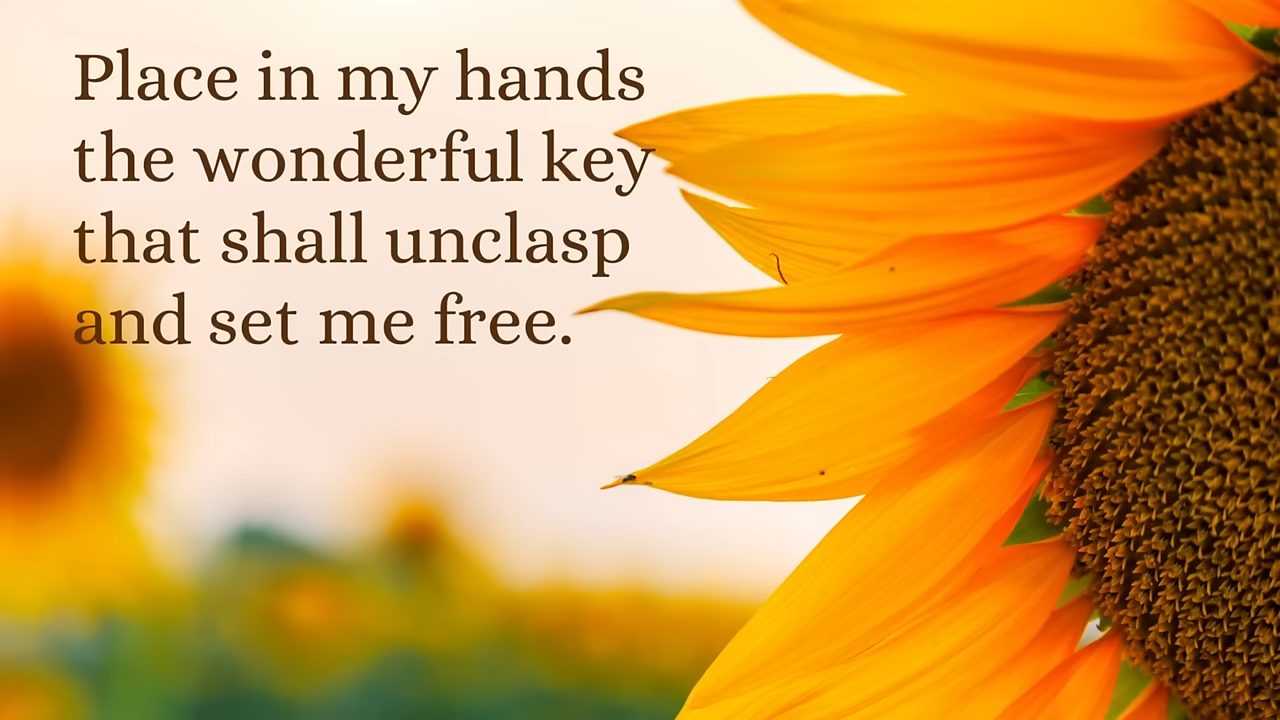 Place in my hands
the wonderful key
that shall unclasp
and set me free.